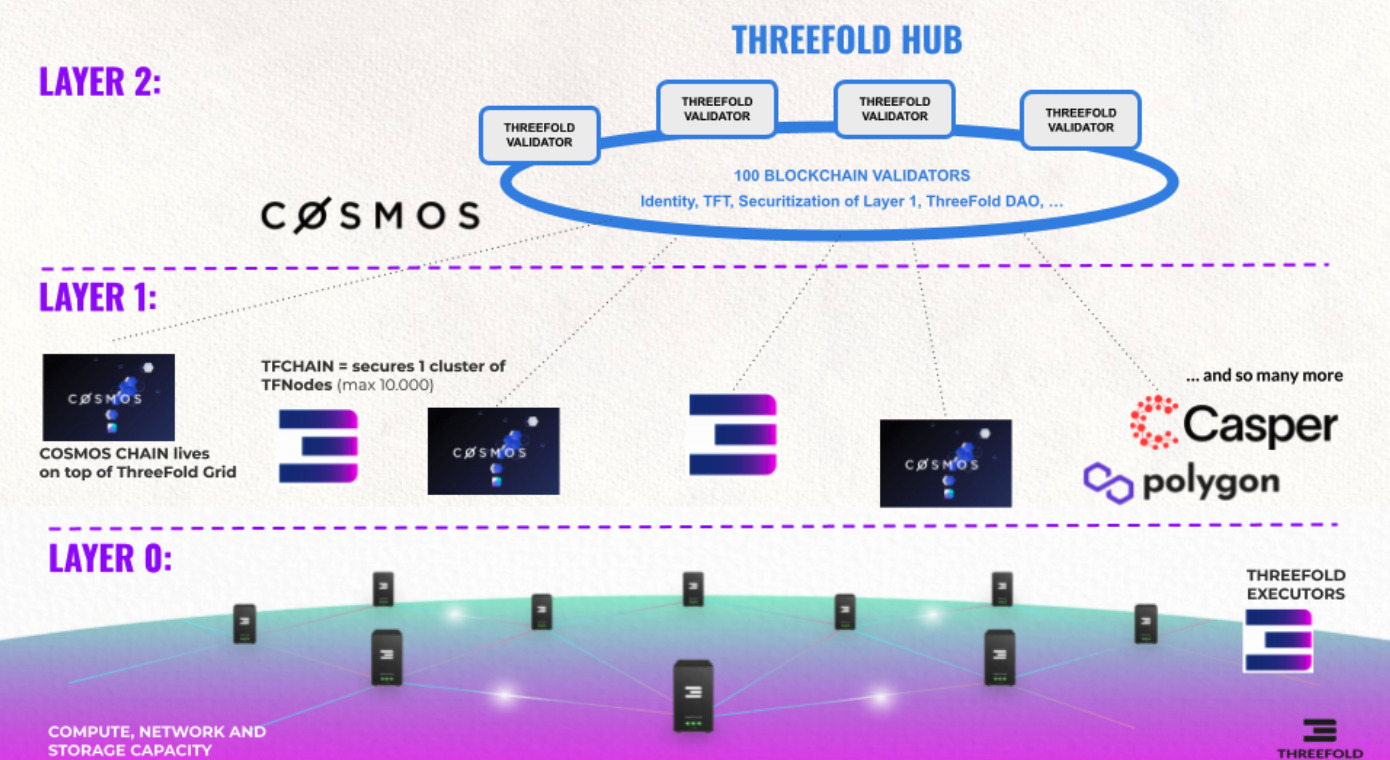 THREEFOLD HUB
LAYER 2:
THREEFOLD
VALIDATOR
THREEFOLD
VALIDATOR
THREEFOLD
VALIDATOR
THREEFOLD
VALIDATOR
100 BLOCKCHAIN VALIDATORS
Identity, TFT, Securitization of Layer 1, ThreeFold DAO, ...
CØSMOS
LAYER 1:
CØSMOS
COSMOS CHAIN lives
on top of ThreeFold Grid
TFCHAIN = secures 1 cluster of
TFNodes (max 10.000)
CØSMOS
CØSMOS
... and so many more
Casper
polygon
LAYER 0:
THREEFOLD
EXECUTORS
COMPUTE, NETWORK AND
STORAGE CAPACITY
THREEFOLD